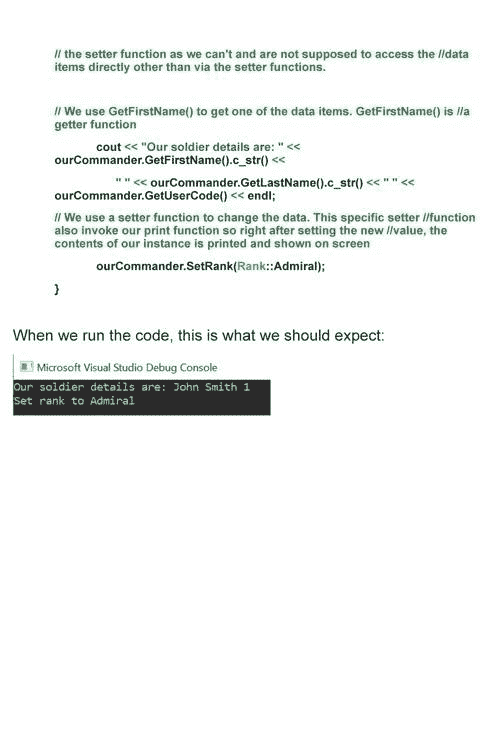 // the setter function as we can't and are not supposed to access the //data
items directly other than via the setter functions.
// We use GetFirstName() to get one of the data items. GetFirstName() is //a
getter function
cout << "Our soldier details are: " <<
ourCommander.GetFirstName().c_str() <<
" " << ourCommander.GetLastName().c_str() << " " <<
ourCommander.GetUserCode() << endl;
// We use a setter function to change the data. This specific setter //function
also invoke our print function so right after setting the new //value, the
contents of our instance is printed and shown on screen
ourCommander.SetRank(Rank::Admiral);
}
When we run the code, this is what we should expect:
Microsoft Visual Studio Debug Console
Our soldier details are: John Smith 1
Set rank to Admiral